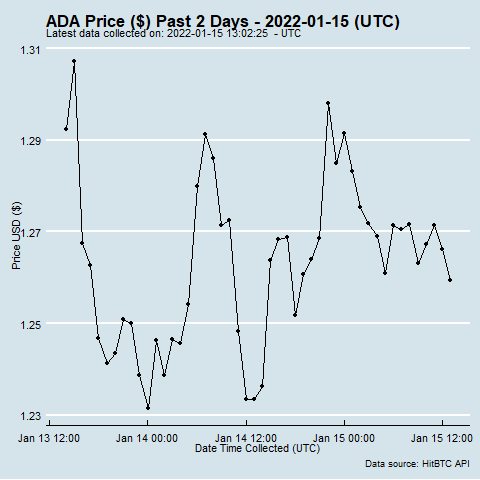 ADA Price ($) Past 2 Days - 2022-01-15 (UTC)
Latest data collected on: 2022-01-15 13:02:25 - UTC
1.31
1.29
1.27
1.25
1.23
Price USD ($)
Jan 13 12:00 Jan 14 00:00 Jan 14 12:00 Jan 15 00:00 Jan 15 12:00
Date Time Collected (UTC)
Data source: HitBTC API